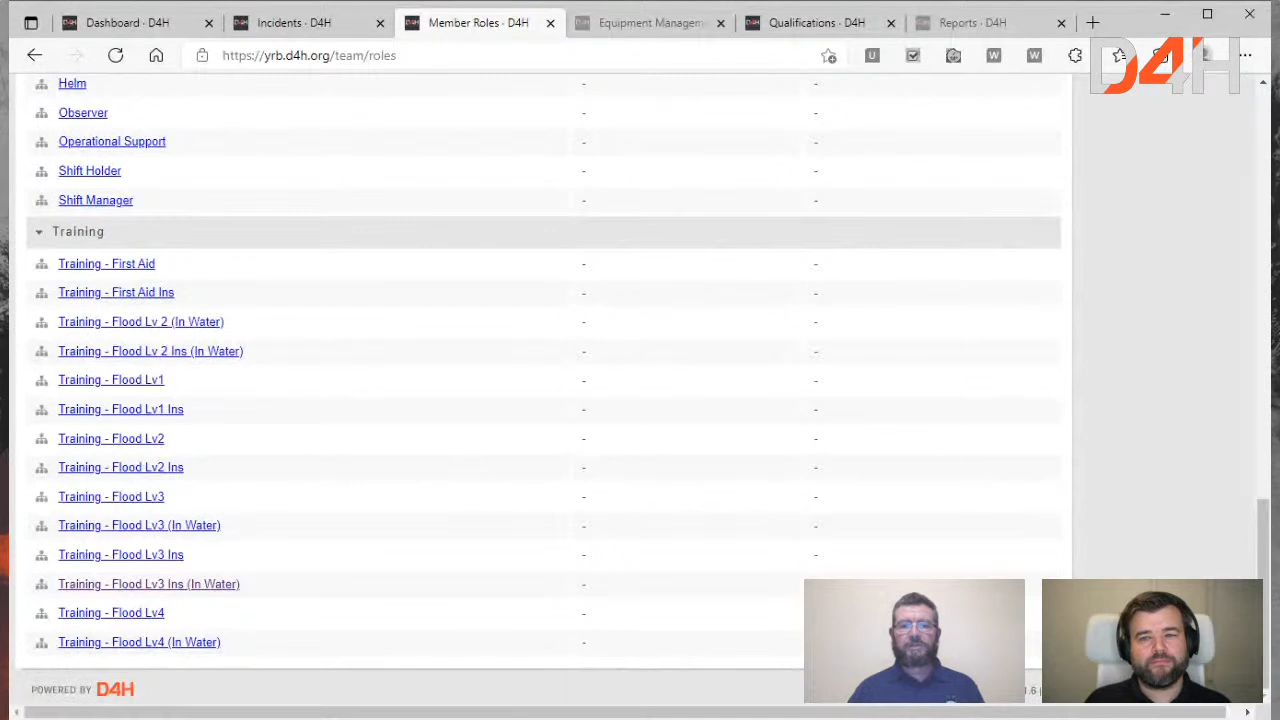 Dashboard · D4H
Incidents · D4H
Member Roles · D4H
Equipment Managem
Qualifications · D4H
Reports · D4H
https://yrb.d4h.org/team/roles
D4H
Helm - -
Observer - -
Operational Support - -
Shift Holder - -
Shift Manager - -
Training
Training - First Aid - -
Training - First Aid Ins - -
Training - Flood Lv 2 (In Water) - -
Training - Flood Lv 2 Ins (In Water) - -
Training - Flood Lv1 - -
Training - Flood Lv1 Ins - -
Training - Flood Lv2 - -
Training - Flood Lv2 Ins - -
Training - Flood Lv3 - -
Training - Flood Lv3 (In Water) - -
Training - Flood Lv3 Ins - -
Training - Flood Lv3 Ins (In Water) -
Training - Flood Lv4 -
Training - Flood Lv4 (In Water) -
POWERED BY D4H
1.6 |